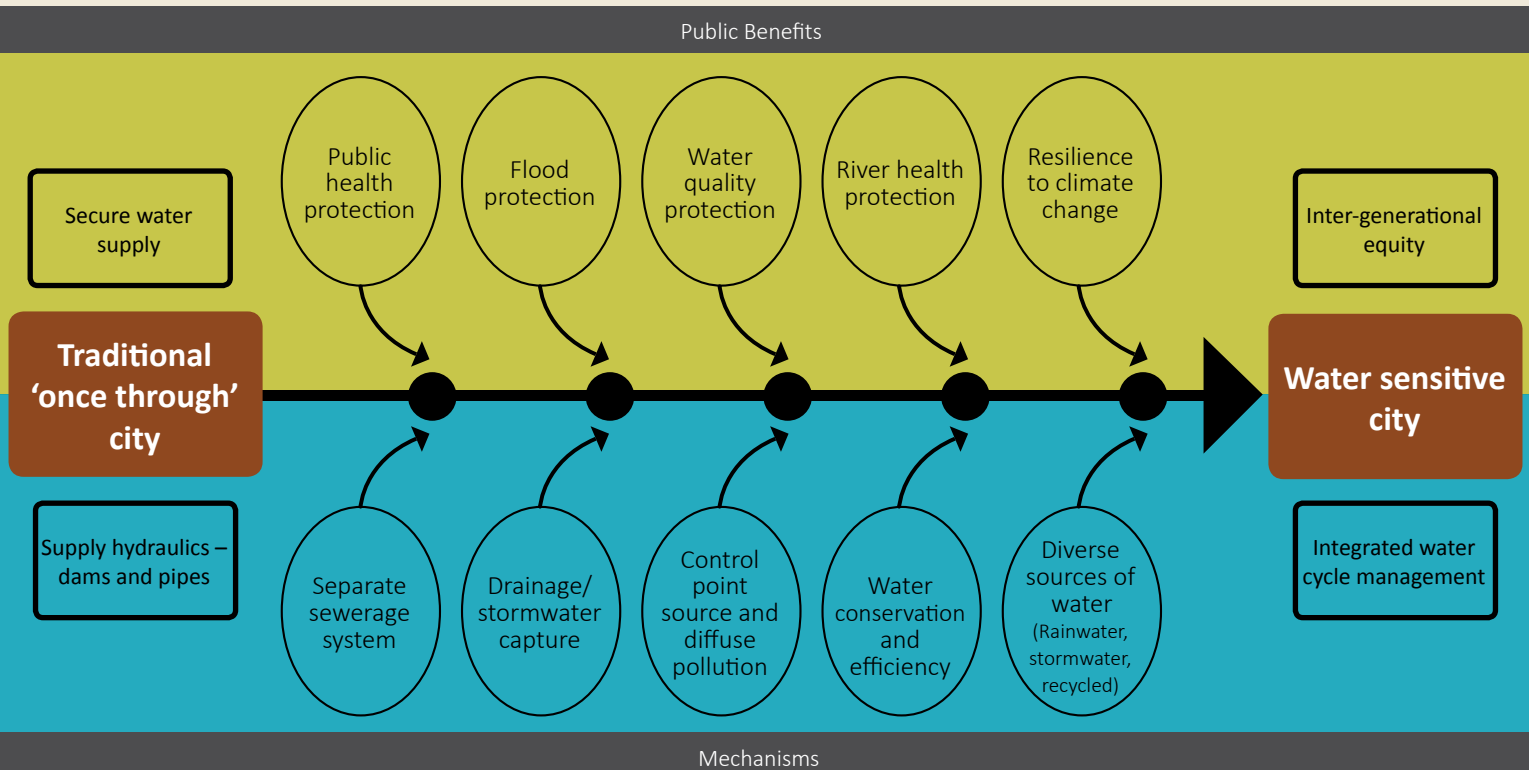 Public Benefits
Secure water
supply
Public
health
protection
Flood
protection
Water
quality
protection
River health
protection
Resilience
to climate
change
Inter-generational
equity
Traditional
‘once through’
city
Water sensitive
city
Supply hydraulics –
dams and pipes
Separate
sewerage
system
Drainage/
stormwater
capture
Control
point
source and
diffuse
pollution
Water
conservation
and
efficiency
Diverse
sources of
water
(Rainwater,
stormwater,
recycled)
Integrated water
cycle management
Mechanisms